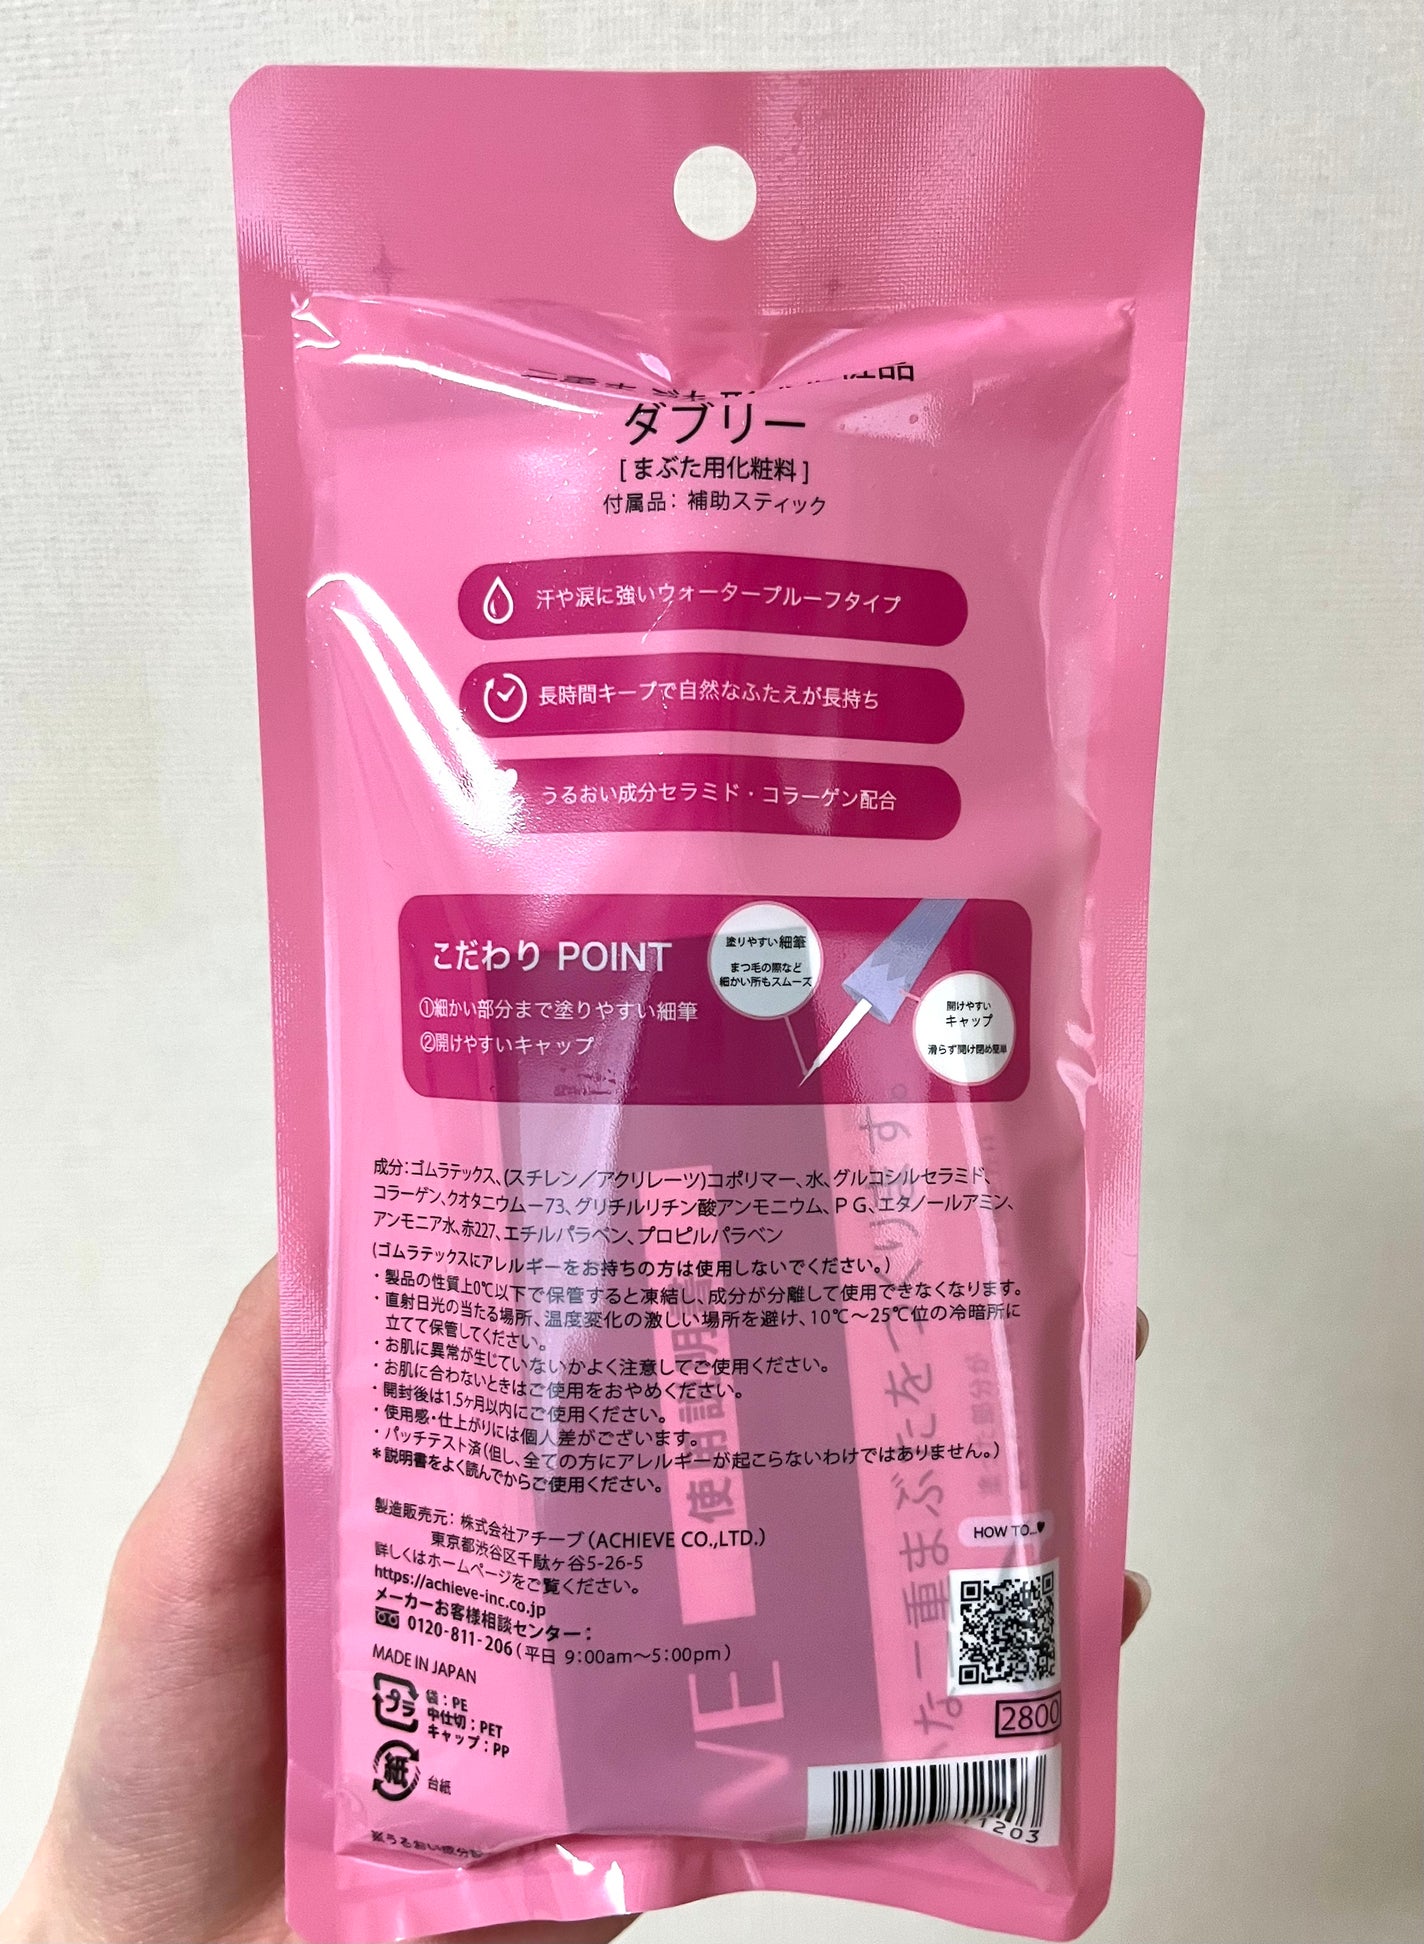 ダブリー
[まぶた用化粧料]
付属品：補助スティック
汗や涙に強いウォータープルーフタイプ
長時間キープで自然なふたえが長持ち
うるおい成分セラミド・コラーゲン配合
こだわり POINT
①細かい部分まで塗りやすい細筆
②開けやすいキャップ
塗りやすい細筆
まつ毛の際など
細かい所もスムーズ
開けやすい
キャップ
滑らず開け閉め簡単
成分：ゴムラテックス、(スチレン／アクリレーツ)コポリマー、水、グルコシルセラミド、
コラーゲン、クオタニウムー73、グリチルリチン酸アンモニウム、ＰＧ、エタノールアミン、
アンモニア水、赤227、エチルパラベン、プロピルパラベン
(ゴムラテックスにアレルギーをお持ちの方は使用しないでください。)
・製品の性質上0℃以下で保管すると凍結し、成分が分離して使用できなくなります。
・直射日光の当たる場所、温度変化の激しい場所を避け、10℃～25℃位の冷暗所に
立てて保管してください。
・お肌に異常が生じていないかよく注意してご使用ください。
・お肌に合わないときはご使用をおやめください。
・開封後は1.5ヶ月以内にご使用ください。
・使用感・仕上がりには個人差がございます。
・パッチテスト済(但し、全ての方にアレルギーが起こらないわけではありません。)
＊説明書をよく読んでからご使用ください。
製造販売元：株式会社アチーブ（ACHIEVE CO.,LTD.）
東京都渋谷区千駄ヶ谷5-26-5
詳しくはホームページをご覧ください。
https://achieve-inc.co.jp
メーカーお客様相談センター：
0120-811-206（平日 9:00am～5:00pm）
MADE IN JAPAN
プラ
袋：PE
中仕切：PET
キャップ：PP
紙
台紙
HOW TO...♥
2800
1203
使用説明書
VE
な二重まぶたをつくります。
※うるおい成分